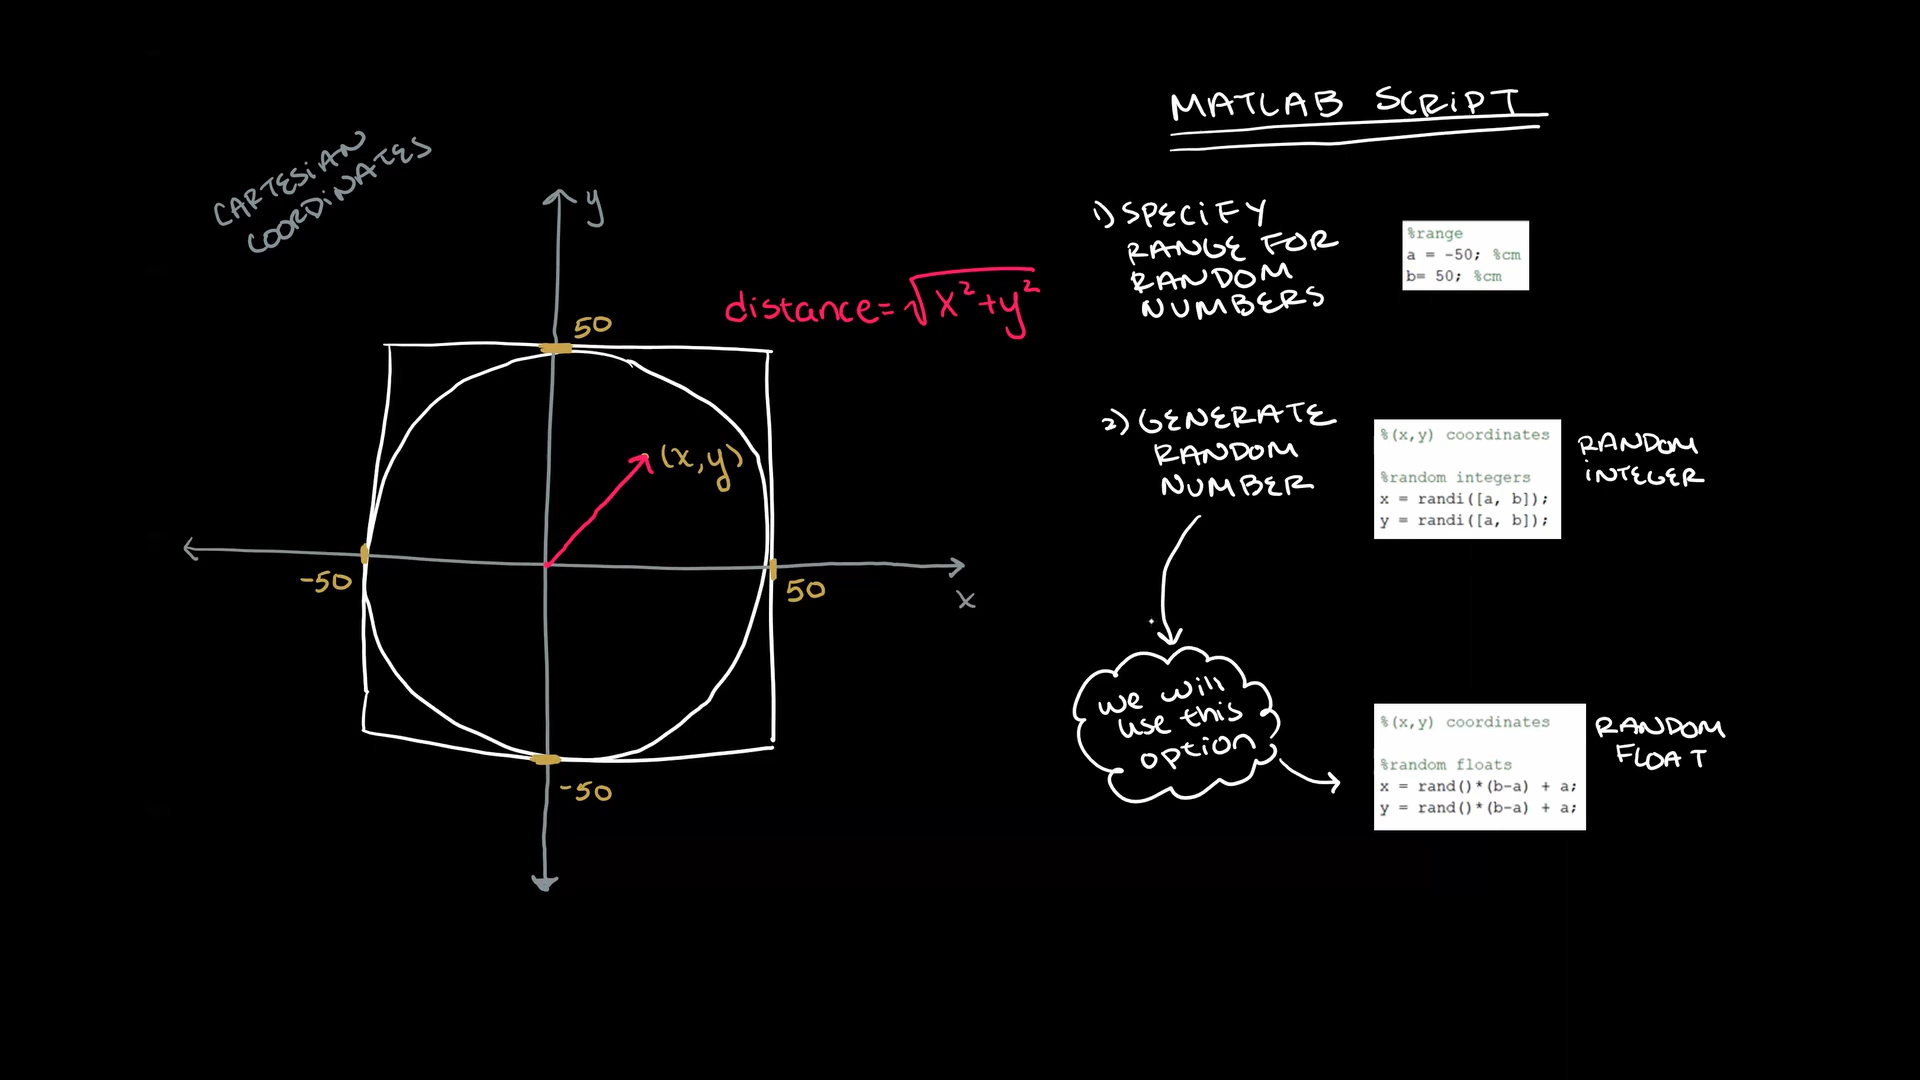 CARTESIAN
COORDINATES
y
50
distance = √x²+y²
(x,y)
-50
50
x
-50
MATLAB SCRIPT
1) SPECIFY
RANGE FOR
RANDOM
NUMBERS
%range
a = -50; %cm
b= 50; %cm
2) GENERATE
RANDOM
NUMBER
%(x,y) coordinates
%random integers
x = randi([a, b]);
y = randi([a, b]);
RANDOM
INTEGER
we will
use this
option
%(x,y) coordinates
%random floats
x = rand()*(b-a) + a;
y = rand()*(b-a) + a;
RANDOM
FLOAT